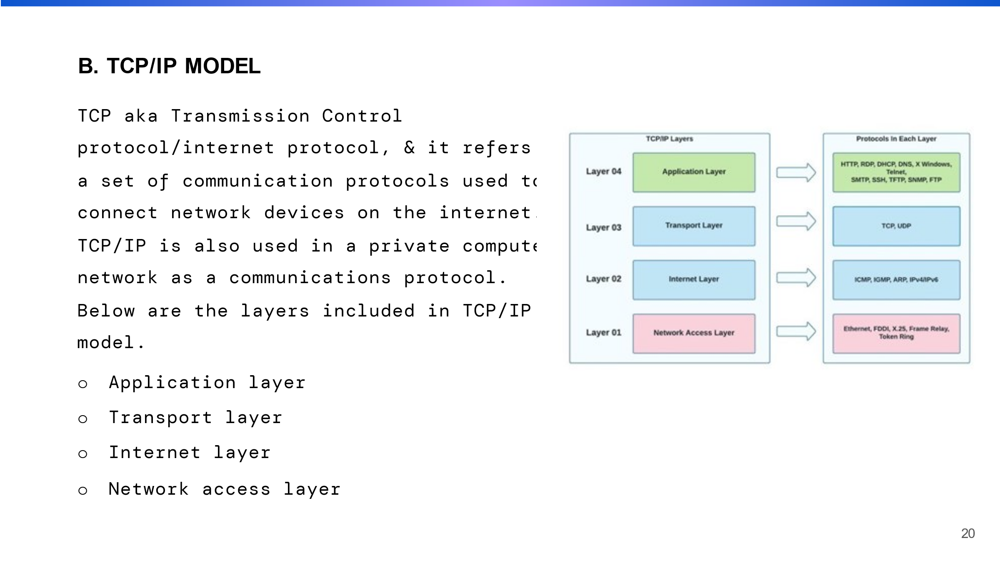 B. TCP/IP MODEL
TCP aka Transmission Control
protocol/internet protocol, & it refers
a set of communication protocols used to
connect network devices on the internet.
TCP/IP is also used in a private compute
network as a communications protocol.
Below are the layers included in TCP/IP
model.
○ Application layer
○ Transport layer
○ Internet layer
○ Network access layer
TCP/IP Layers
Layer 04
Application Layer
Layer 03
Transport Layer
Layer 02
Internet Layer
Layer 01
Network Access Layer
Protocols In Each Layer
HTTP, RDP, DHCP, DNS, X Windows,
Telnet,
SMTP, SSH, TFTP, SNMP, FTP
TCP, UDP
ICMP, IGMP, ARP, IPv4/IPv6
Ethernet, FDDI, X.25, Frame Relay,
Token Ring
20